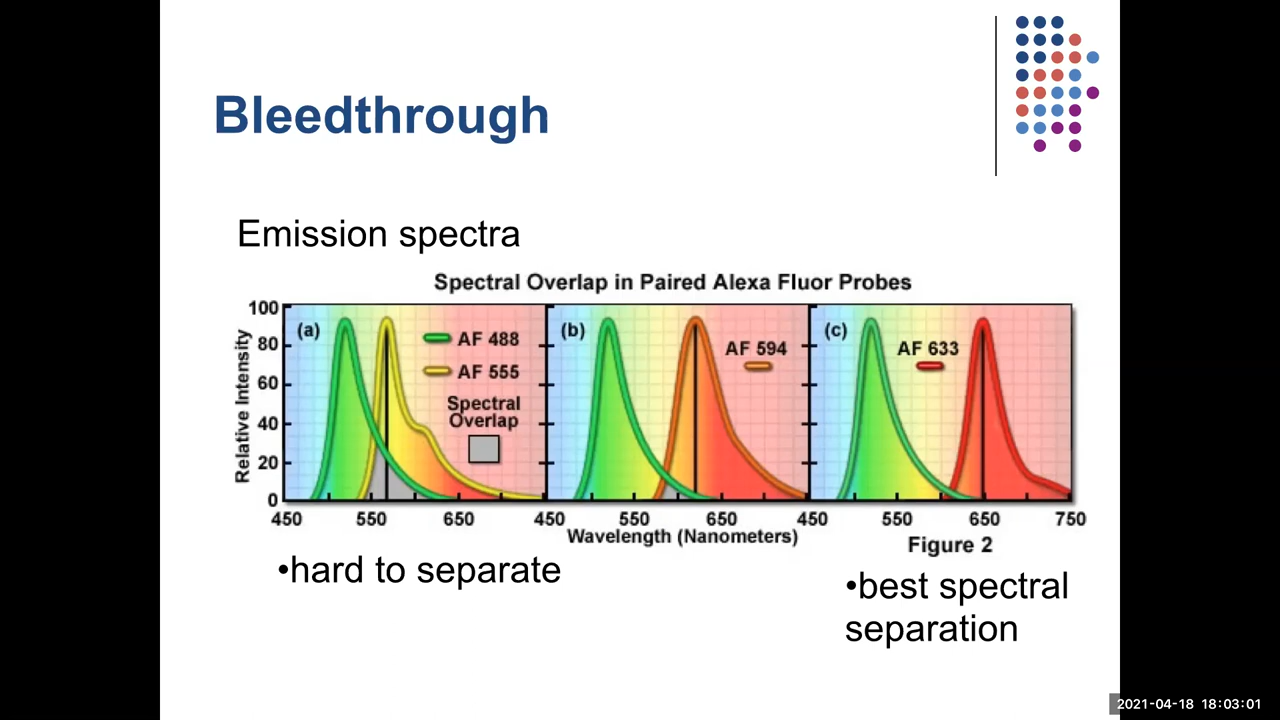 Bleedthrough
Emission spectra
Spectral Overlap in Paired Alexa Fluor Probes
Relative Intensity
100
80
60
40
20
0
(a)
AF 488
AF 555
Spectral
Overlap
(b)
AF 594
(c)
AF 633
450 550 650 450 550 650 450 550 650 750
Wavelength (Nanometers)
Figure 2
•hard to separate
•best spectral
separation
2021-04-18 18:03:01